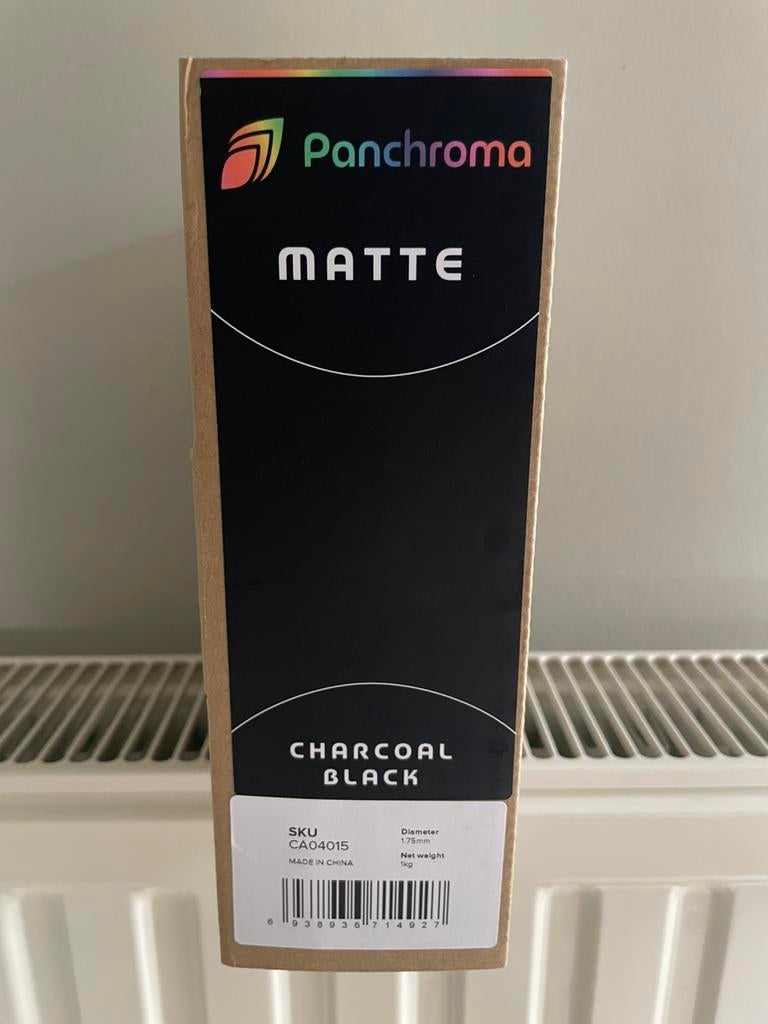 Panchroma
MATTE
CHARCOAL
BLACK
SKU
CA04015
MADE IN CHINA
Diameter
1.75mm
Net weight
1kg
6 938936 714927